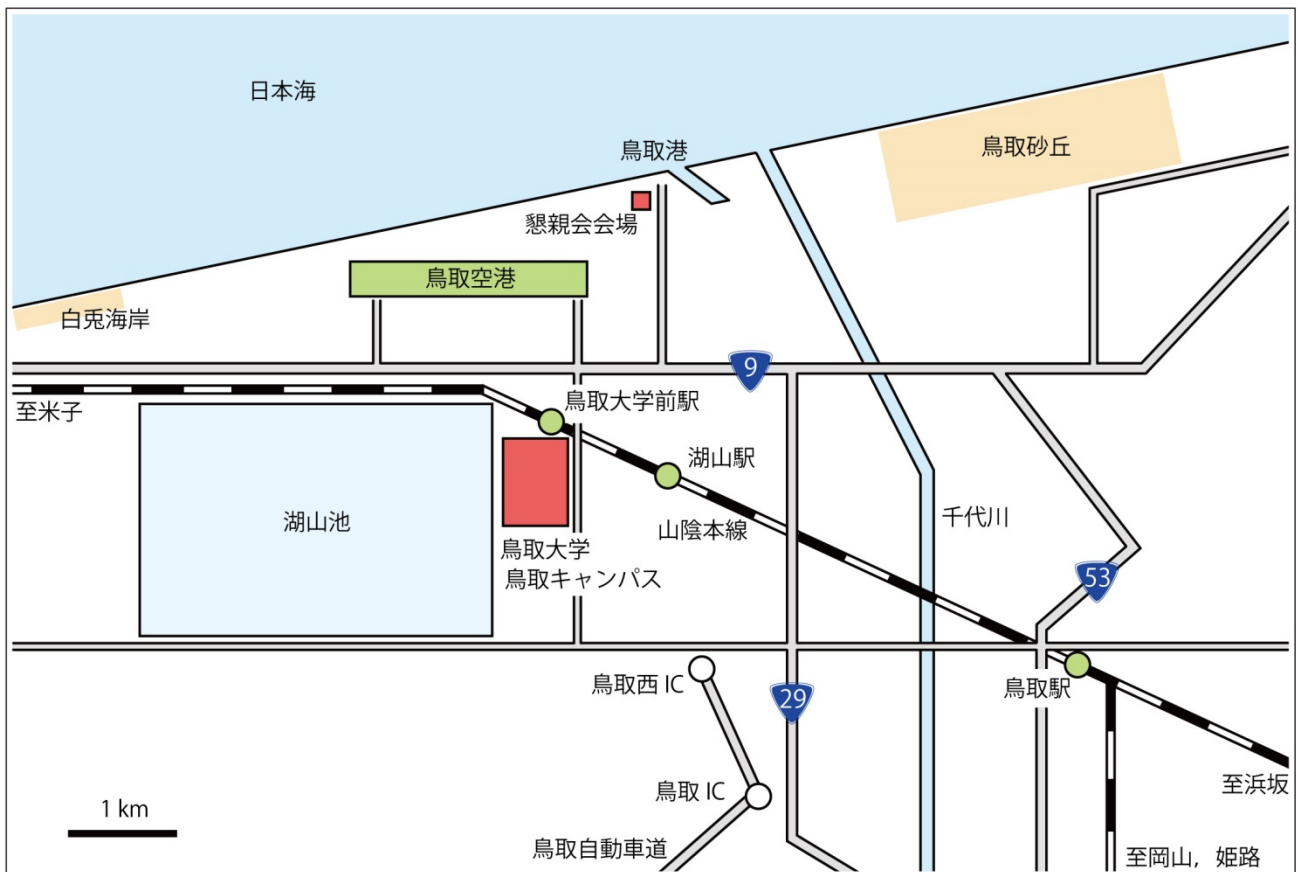 日本海
鳥取港
鳥取砂丘
懇親会会場
鳥取空港
白兎海岸
9
至米子
鳥取大学前駅
湖山駅
湖山池
山陰本線
千代川
鳥取大学
鳥取キャンパス
53
鳥取西 IC
29
鳥取駅
鳥取 IC
至浜坂
1 km
鳥取自動車道
至岡山，姫路